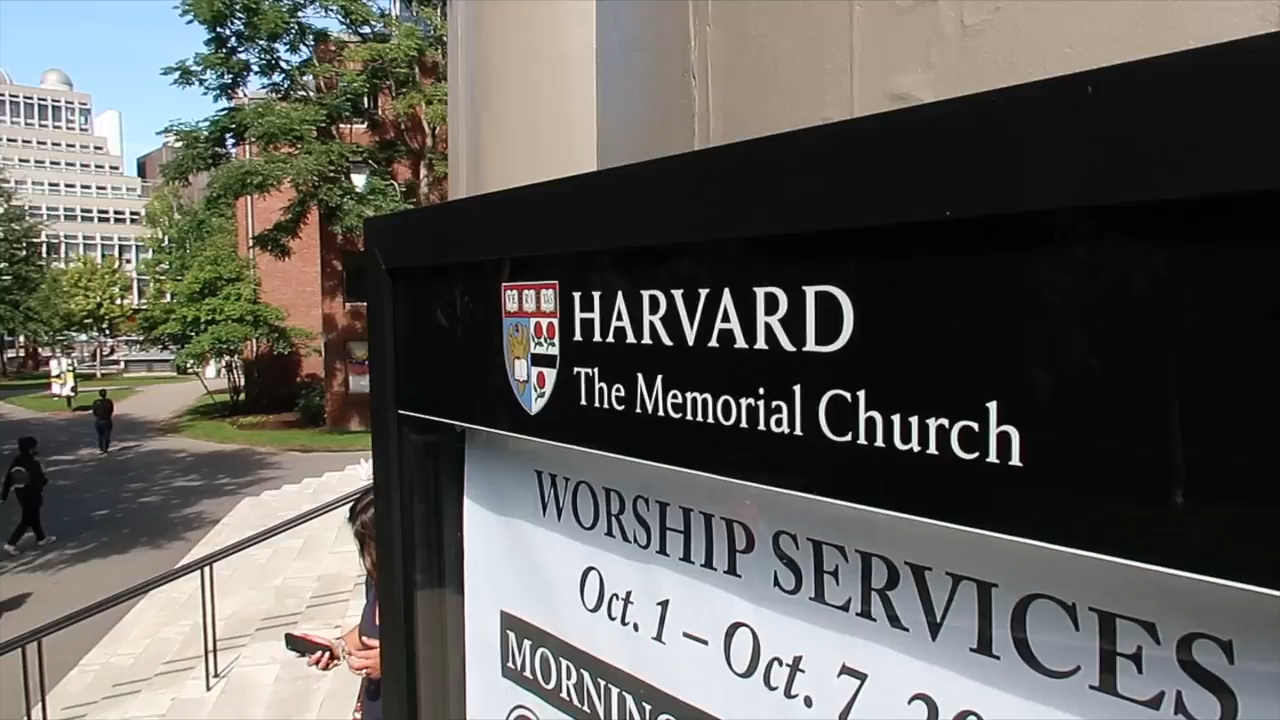 VE RI TAS
HARVARD
The Memorial Church
WORSHIP SERVICES
Oct. 1 – Oct. 7,